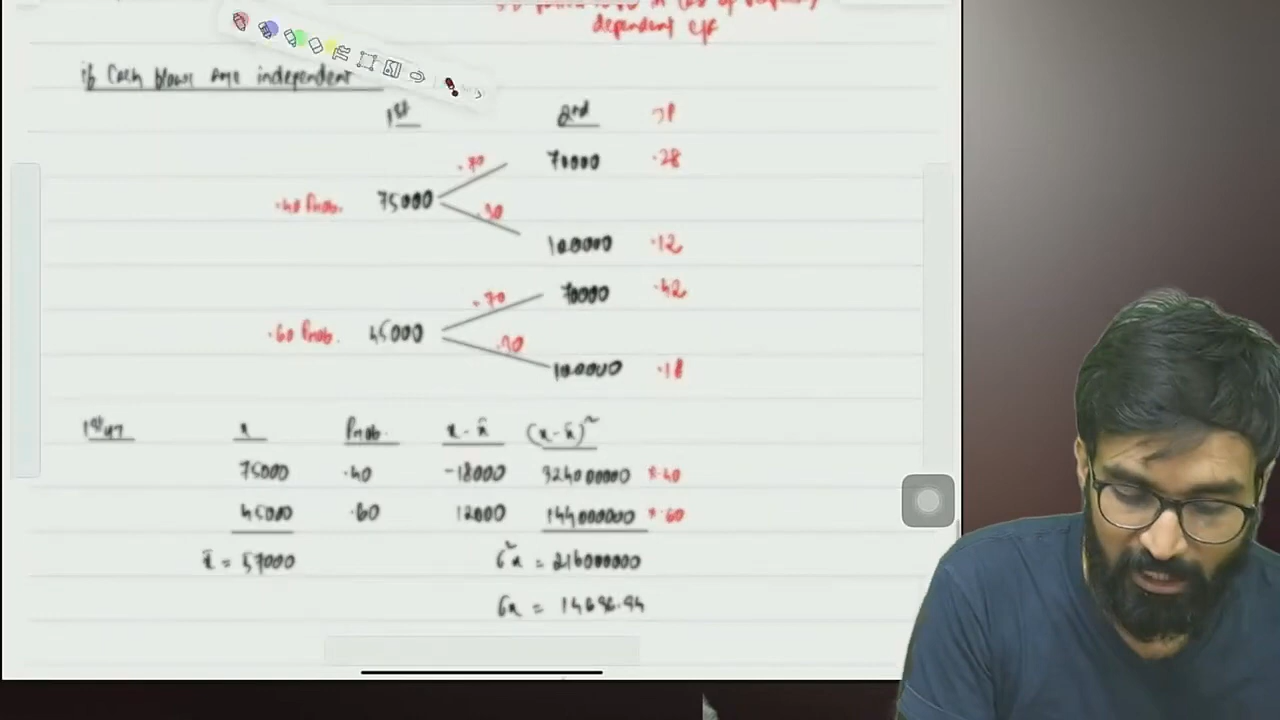 dependent c/f
if Cash flows are independent
1st 2nd JP
.70 70000 .28
.40 Prob. 75000
.30
100000 .12
.70 70000 .42
.60 Prob. 45000
.30
100000 .18
1st yr x Prob. x - x̄ (x-x̄)²
75000 .40 -18000 324000000 x.40
45000 .60 12000 144000000 x.60
x̄ = 57000 σ²x = 216000000
σx = 14696.94